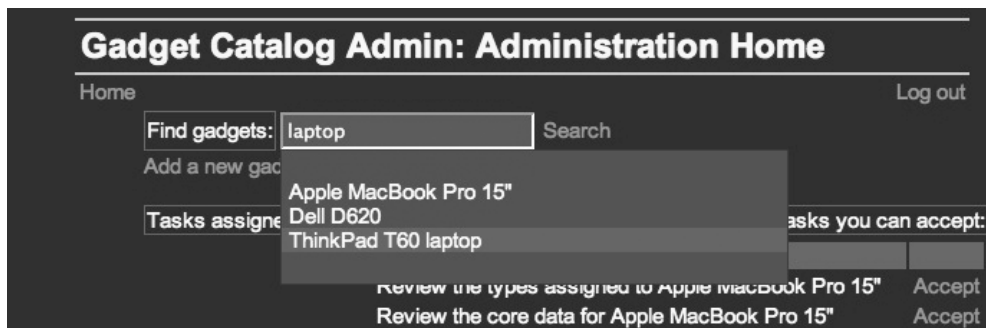 Gadget Catalog Admin: Administration Home
Home Log out
Find gadgets: laptop Search
Add a new gad
Apple MacBook Pro 15"
Dell D620
ThinkPad T60 laptop
Tasks assigne asks you can accept:
Review the types assigned to Apple MacBook Pro 15" Accept
Review the core data for Apple MacBook Pro 15" Accept